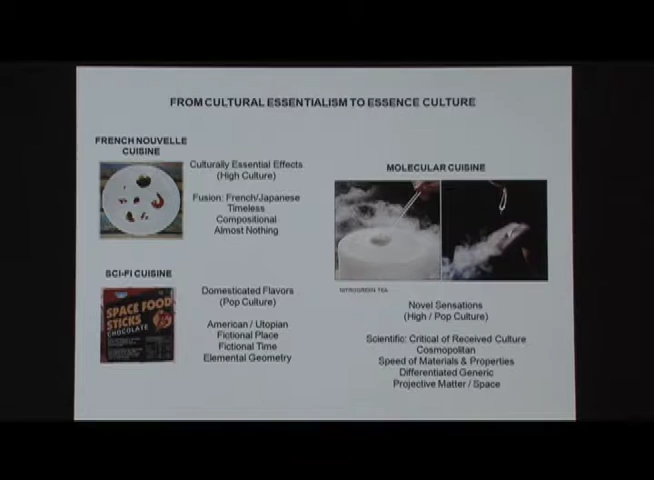 FROM CULTURAL ESSENTIALISM TO ESSENCE CULTURE
FRENCH NOUVELLE
CUISINE
Culturally Essential Effects
(High Culture)
Fusion: French/Japanese
Timeless
Compositional
Almost Nothing
SCI-FI CUISINE
SPACE FOOD
STICKS
CHOCOLATE
Domesticated Flavors
(Pop Culture)
American / Utopian
Fictional Place
Fictional Time
Elemental Geometry
MOLECULAR CUISINE
NITROGREEN TEA
Novel Sensations
(High / Pop Culture)
Scientific: Critical of Received Culture
Cosmopolitan
Speed of Materials & Properties
Differentiated Generic
Projective Matter / Space